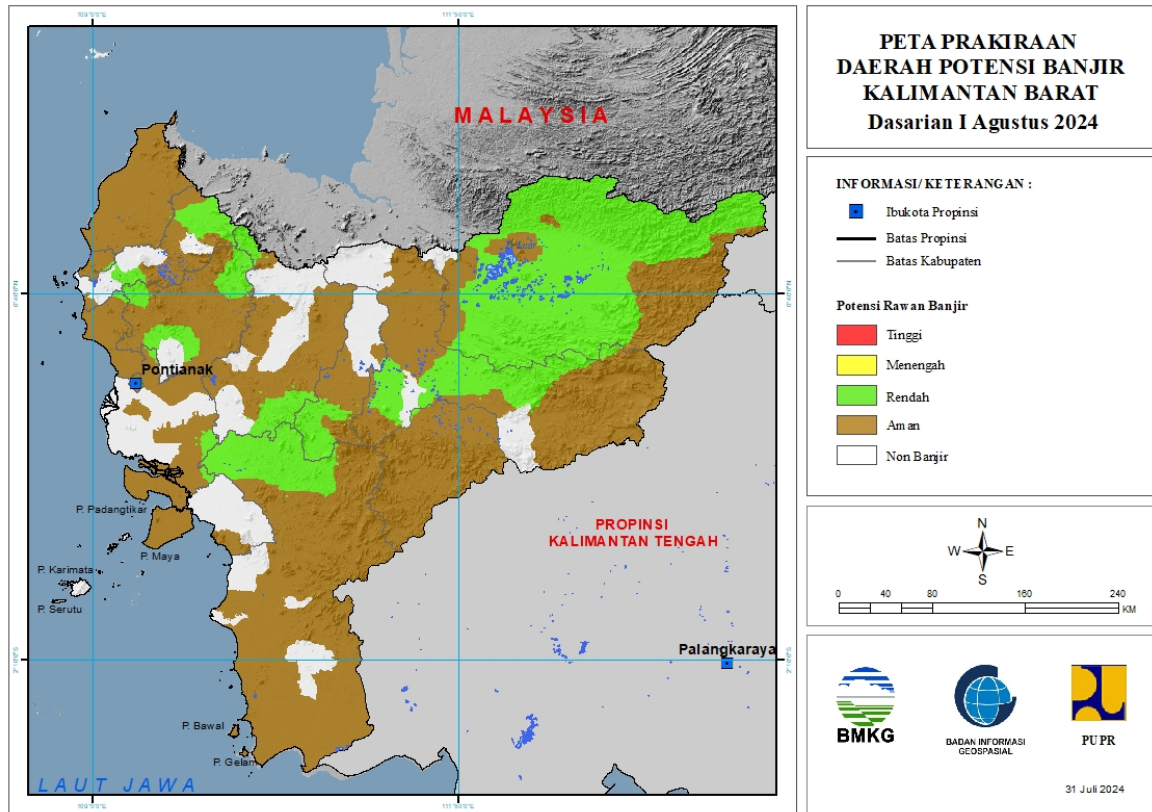 PETA PRAKIRAAN
DAERAH POTENSI BANJIR
KALIMANTAN BARAT
Dasarian I Agustus 2024
INFORMASI/ KETERANGAN :
Ibukota Propinsi
Batas Propinsi
Batas Kabupaten
Potensi Rawan Banjir
Tinggi
Menengah
Rendah
Aman
Non Banjir
N
W
E
S
0
40
80
160
240
KM
BMKG
BADAN INFORMASI
GEOSPASIAL
PUPR
31 Juli 2024
MALAYSIA
Pontianak
P. Padangtikar
P. Maya
P. Karimata
P. Serutu
PROPINSI
KALIMANTAN TENGAH
Palangkaraya
P. Bawal
P. Gelam
LAUT JAWA